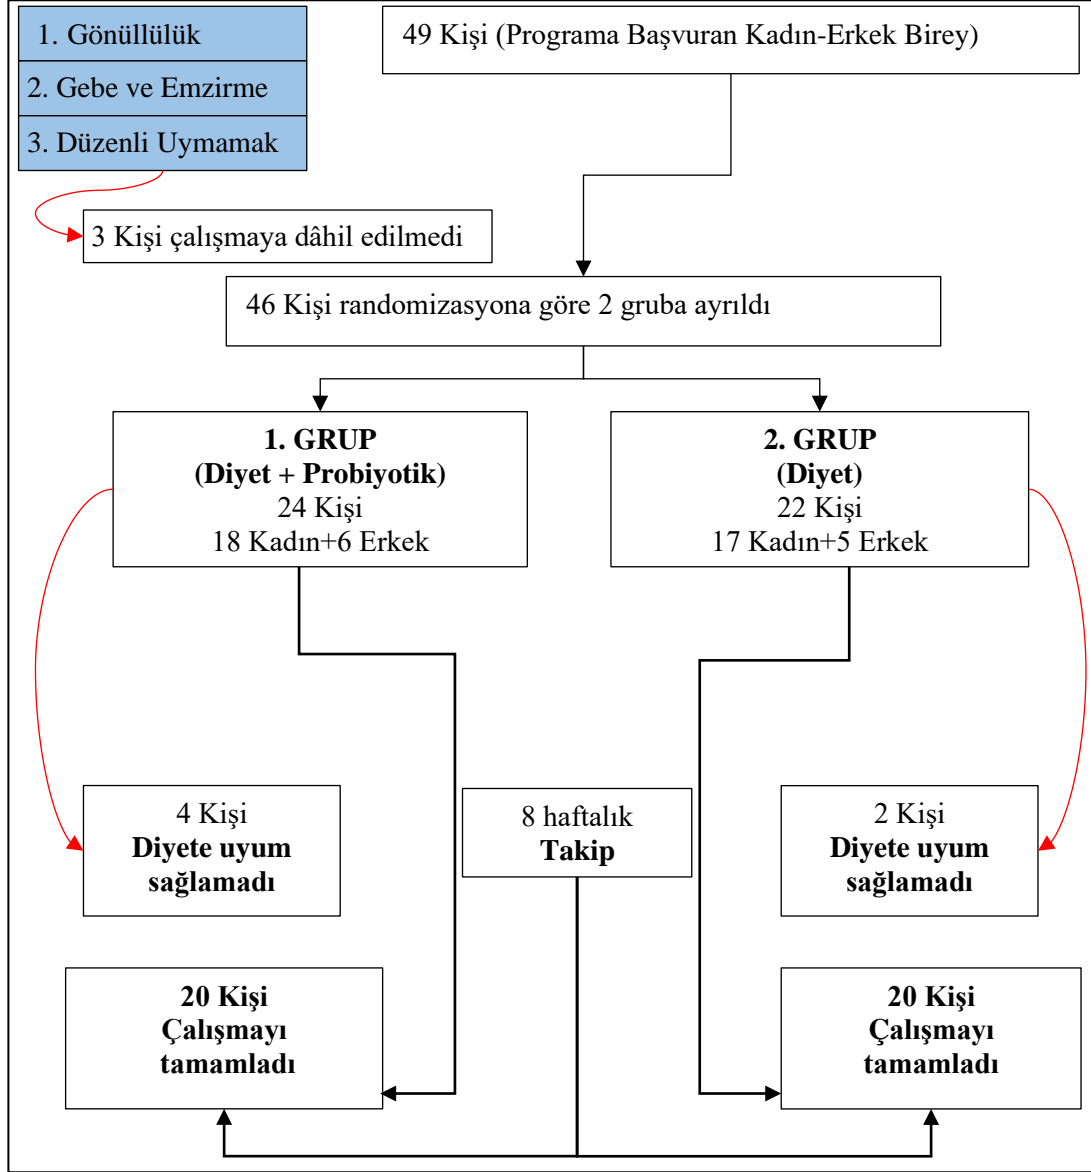 1. Gönüllülük
2. Gebe ve Emzirme
3. Düzenli Uymamak
49 Kişi (Programa Başvuran Kadın-Erkek Birey)
3 Kişi çalışmaya dâhil edilmedi
46 Kişi randomizasyona göre 2 gruba ayrıldı
1. GRUP
(Diyet + Probiyotik)
24 Kişi
18 Kadın+6 Erkek
2. GRUP
(Diyet)
22 Kişi
17 Kadın+5 Erkek
4 Kişi
Diyete uyum
sağlamadı
8 haftalık
Takip
2 Kişi
Diyete uyum
sağlamadı
20 Kişi
Çalışmayı
tamamladı
20 Kişi
Çalışmayı
tamamladı